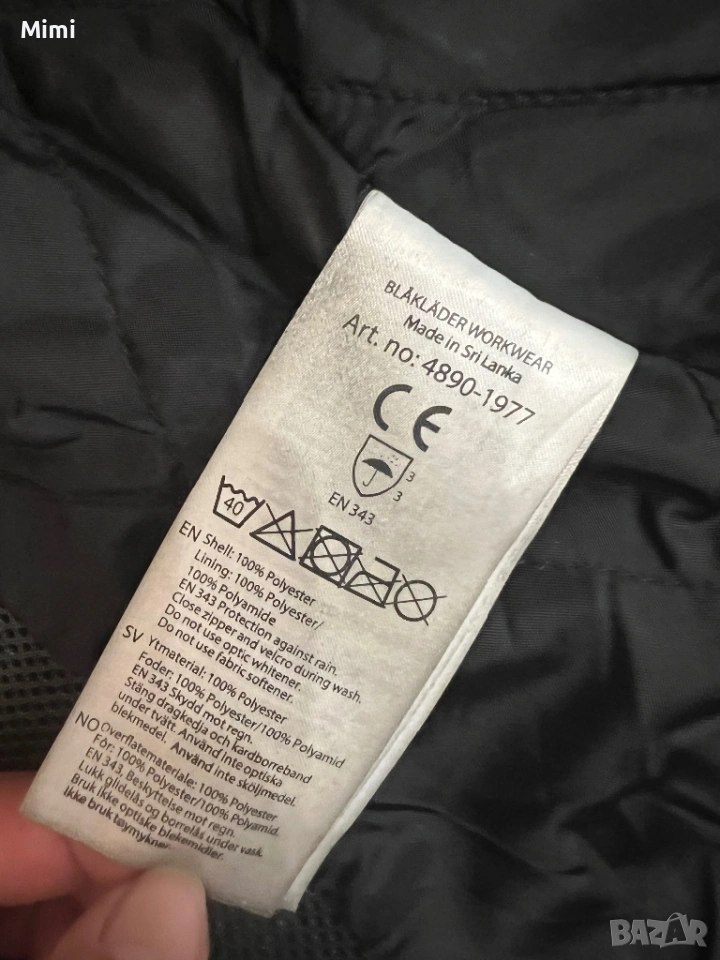 Mimi
BLÅKLÄDER WORKWEAR
Made in Sri Lanka
Art. no: 4890-1977
CE
3
3
EN 343
40
EN Shell: 100% Polyester
Lining: 100% Polyester/
100% Polyamide
EN 343 Protection against rain.
Close zipper and velcro during wash.
Do not use optic whitener.
Do not use fabric softener.
SV Ytmaterial: 100% Polyester
Foder: 100% Polyester/100% Polyamid
EN 343 Skydd mot regn.
Stäng dragkedja och kardborreband
under tvätt. Använd inte optiska
blekmedel. Använd inte sköljmedel.
NO Overflatemateriale: 100% Polyester
Fôr: 100% Polyester/100% Polyamid.
EN 343, Beskyttelse mot regn.
Lukk glidelås og borrelås under vask.
Bruk ikke optiske blekemidler.
Ikke bruk tøymykner.
BAZAR